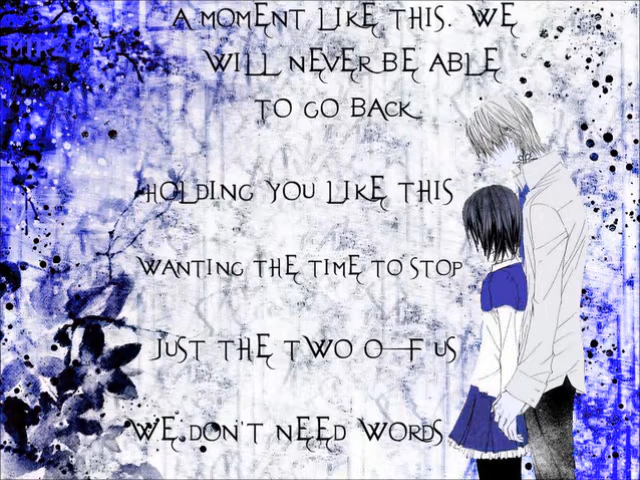 A MOMENT LIKE THIS. WE
WILL NEVER BE ABLE
TO GO BACK
HOLDING YOU LIKE THIS
WANTING THE TIME TO STOP
JUST THE TWO OF US
WE DON'T NEED WORDS